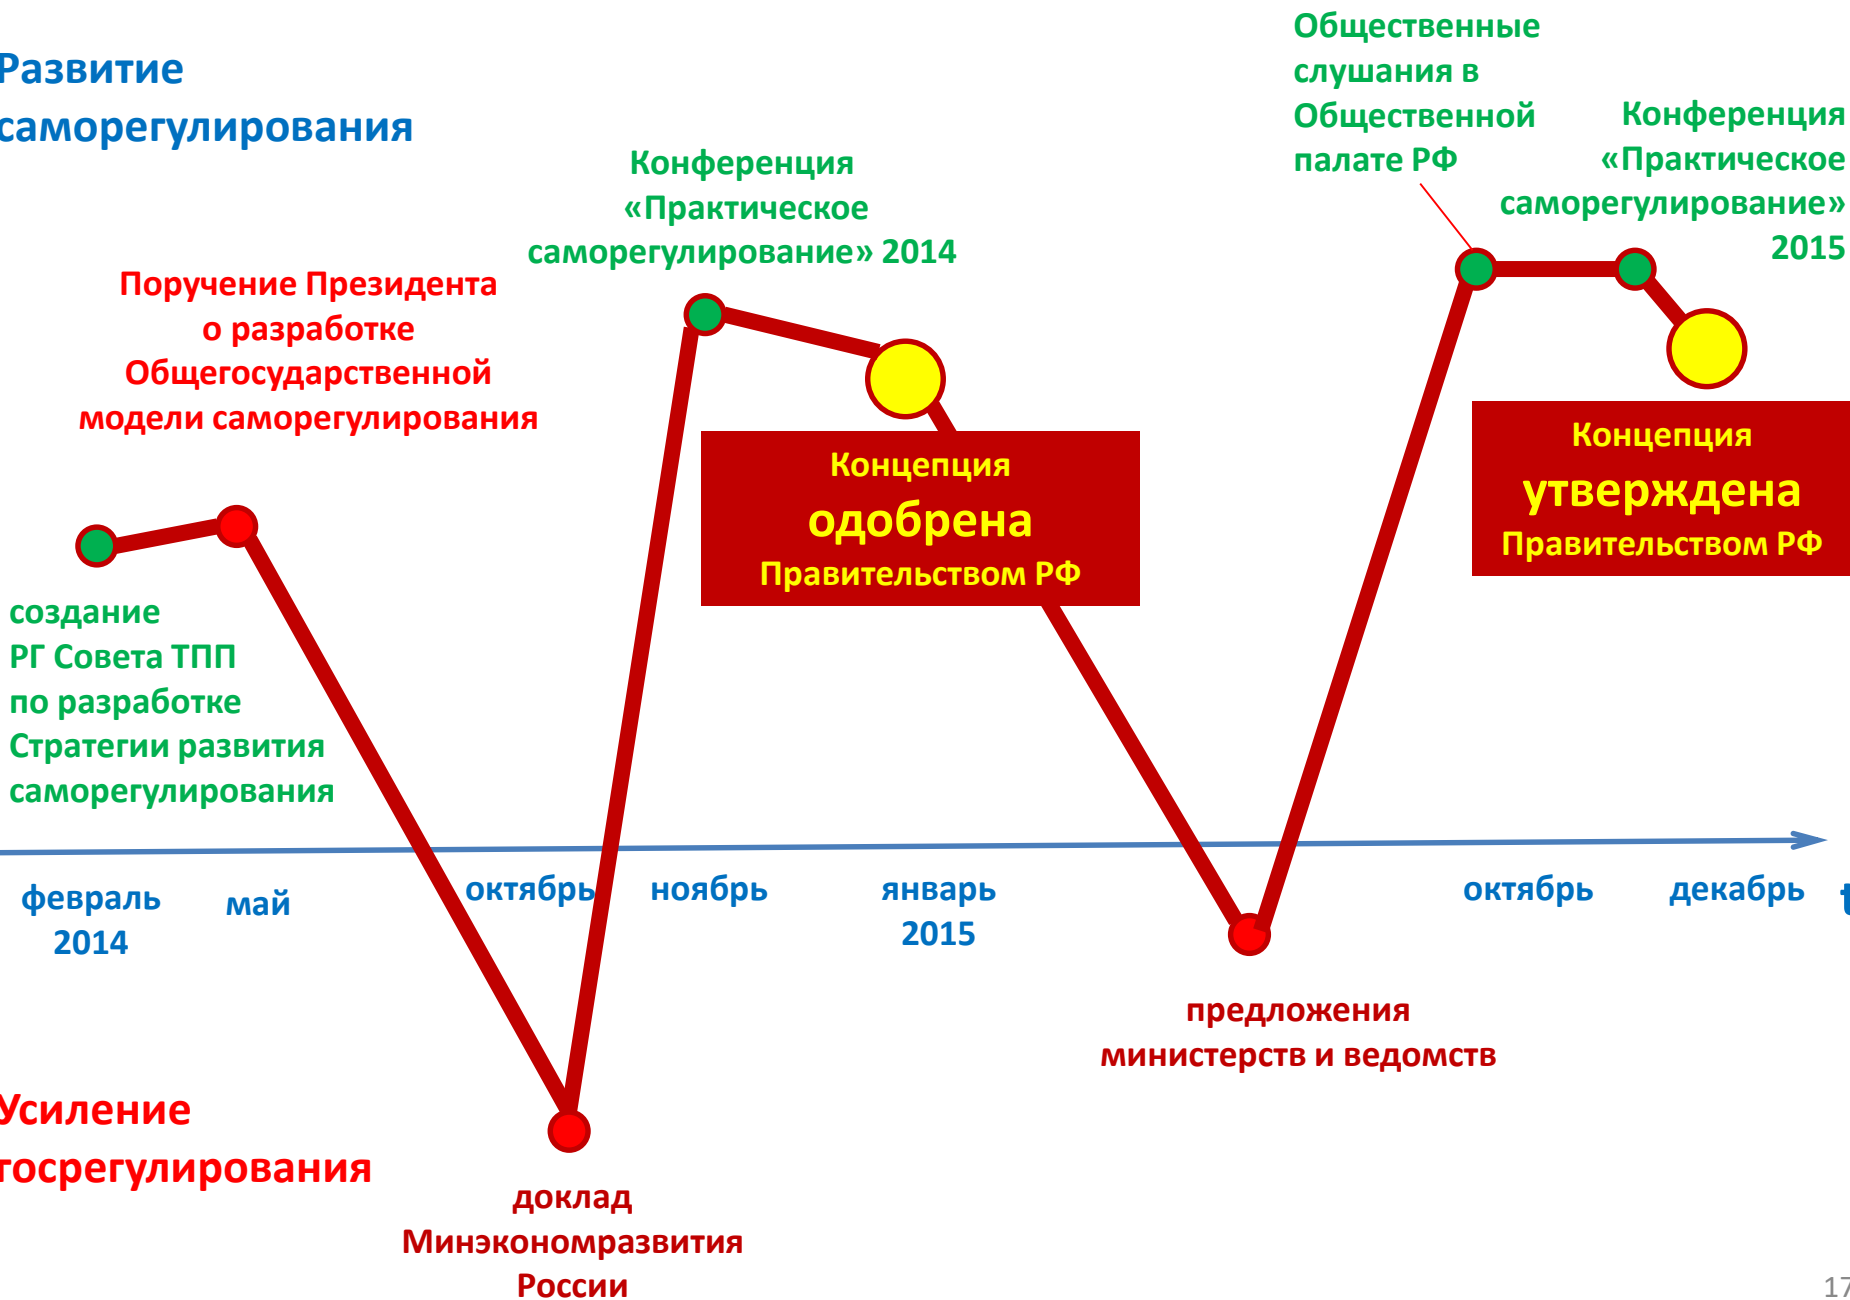 Развитие
саморегулирования
Общественные
слушания в
Общественной
палате РФ
Конференция
«Практическое
саморегулирование»
2015
Конференция
«Практическое
саморегулирование» 2014
Поручение Президента
о разработке
Общегосударственной
модели саморегулирования
Концепция
одобрена
Правительством РФ
Концепция
утверждена
Правительством РФ
создание
РГ Совета ТПП
по разработке
Стратегии развития
саморегулирования
февраль
2014
май
октябрь
ноябрь
январь
2015
октябрь
декабрь
t
предложения
министерств и ведомств
Усиление
госрегулирования
доклад
Минэкономразвития
России
17